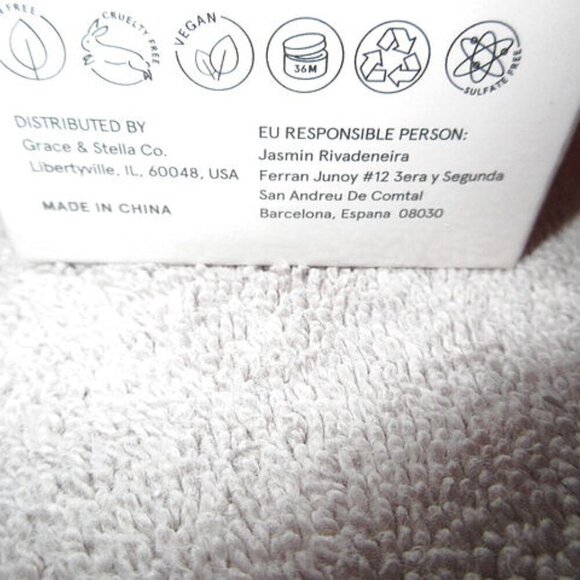 FREE
CRUELTY FREE
VEGAN
36M
SULFATE FREE
DISTRIBUTED BY
Grace & Stella Co.
Libertyville, IL, 60048, USA
MADE IN CHINA
EU RESPONSIBLE PERSON:
Jasmin Rivadeneira
Ferran Junoy #12 3era y Segunda
San Andreu De Comtal
Barcelona, Espana 08030